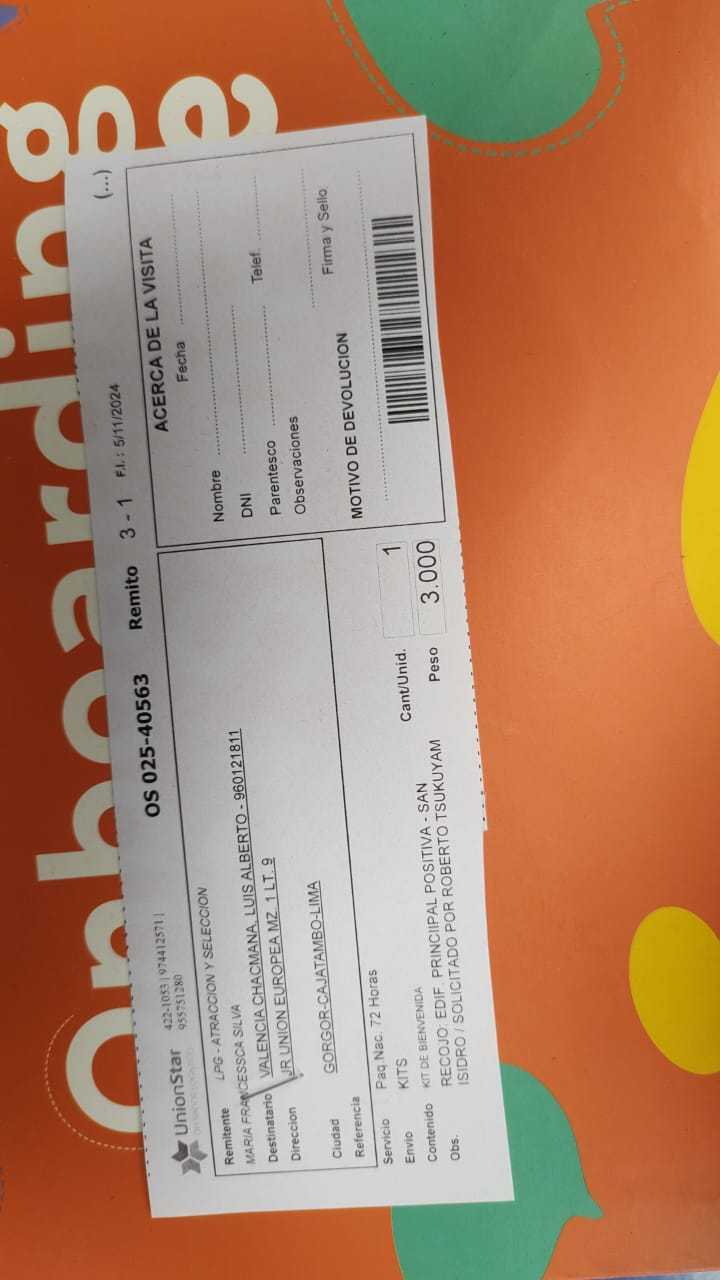 Onboarding
e
UnionStar
422-1053 | 974412571 |
955751280
OS 025-40563
Remito 3 - 1 F.I.: 5/11/2024
(...)
Remitente LPG - ATRACCION Y SELECCION
MARIA FRANCESSCA SILVA
Destinatario VALENCIA CHACMANA, LUIS ALBERTO - 960121811
Direccion JR UNION EUROPEA MZ. 1 LT. 9
Ciudad GORGOR-CAJATAMBO-LIMA
Referencia
Servicio Paq.Nac. 72 Horas
Envio KITS
Contenido KIT DE BIENVENIDA
Obs. RECOJO: EDIF. PRINCIIPAL POSITIVA - SAN
ISIDRO / SOLICITADO POR ROBERTO TSUKUYAM
Cant/Unid. 1
Peso 3.000
ACERCA DE LA VISITA
Fecha
Nombre
DNI
Parentesco Telef.
Observaciones
Firma y Sello
MOTIVO DE DEVOLUCION